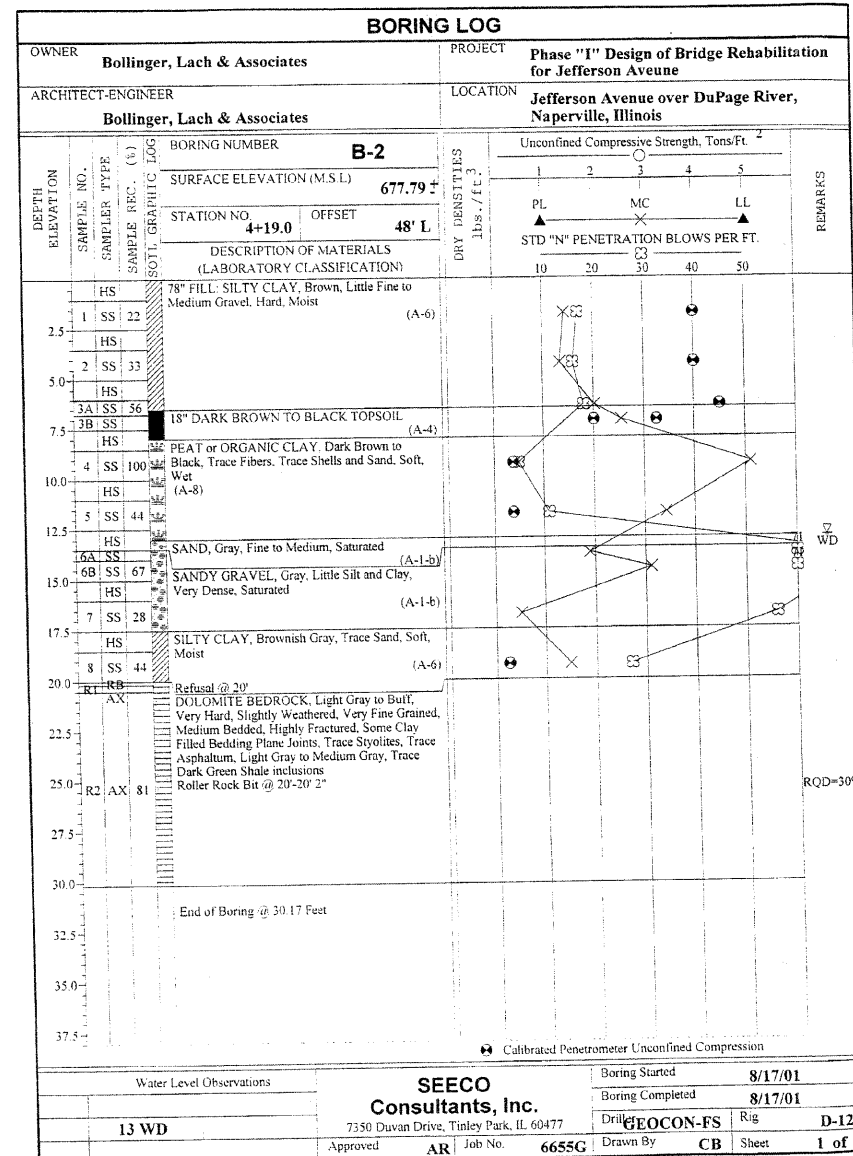 BORING LOG
OWNER
Bollinger, Lach & Associates
PROJECT
Phase "I" Design of Bridge Rehabilitation
for Jefferson Aveune
ARCHITECT-ENGINEER
Bollinger, Lach & Associates
LOCATION
Jefferson Avenue over DuPage River,
Naperville, Illinois
DEPTH
ELEVATION
SAMPLE NO.
SAMPLER TYPE
SAMPLE REC. (%)
SOIL GRAPHIC LOG
BORING NUMBER
B-2
SURFACE ELEVATION (M.S.L)
677.79 ±
STATION NO.
4+19.0
OFFSET
48' L
DESCRIPTION OF MATERIALS
(LABORATORY CLASSIFICATION)
DRY DENSITIES
lbs./ft.3
Unconfined Compressive Strength, Tons/Ft. 2
1 2 3 4 5
PL MC LL
STD "N" PENETRATION BLOWS PER FT.
10 20 30 40 50
REMARKS
HS
78" FILL: SILTY CLAY, Brown, Little Fine to
Medium Gravel, Hard, Moist
1 SS 22
(A-6)
2.5
HS
2 SS 33
5.0
HS
3A SS 56
3B SS
18" DARK BROWN TO BLACK TOPSOIL
(A-4)
7.5
HS
PEAT or ORGANIC CLAY, Dark Brown to
Black, Trace Fibers. Trace Shells and Sand, Soft,
Wet
(A-8)
4 SS 100
10.0
HS
5 SS 44
12.5
HS
WD
6A SS
SAND, Gray, Fine to Medium, Saturated
(A-1-b)
6B SS 67
SANDY GRAVEL, Gray, Little Silt and Clay,
Very Dense, Saturated
(A-1-b)
15.0
HS
7 SS 28
17.5
HS
SILTY CLAY, Brownish Gray, Trace Sand, Soft,
Moist
(A-6)
8 SS 44
20.0
R1 RB
Refusal @ 20'
AX
DOLOMITE BEDROCK, Light Gray to Buff,
Very Hard, Slightly Weathered, Very Fine Grained,
Medium Bedded, Highly Fractured, Some Clay
Filled Bedding Plane Joints, Trace Styolites, Trace
Asphaltum, Light Gray to Medium Gray, Trace
Dark Green Shale inclusions
Roller Rock Bit @ 20'-20' 2"
22.5
25.0
R2 AX 81
RQD=30
27.5
30.0
End of Boring @ 30.17 Feet
32.5
35.0
37.5
Calibrated Penetrometer Unconfined Compression
Water Level Observations
13 WD
SEECO
Consultants, Inc.
7350 Duvan Drive, Tinley Park, IL 60477
Approved AR Job No. 6655G
Boring Started 8/17/01
Boring Completed 8/17/01
Driller GEOCON-FS Rig D-12
Drawn By CB Sheet 1 of